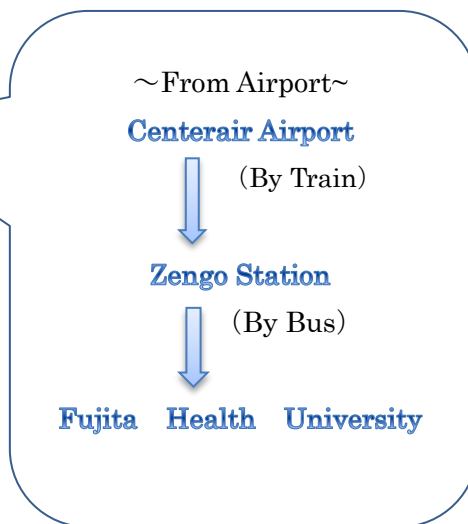 ～From Airport~
Centerair Airport
(By Train)
Zengo Station
(By Bus)
Fujita Health University